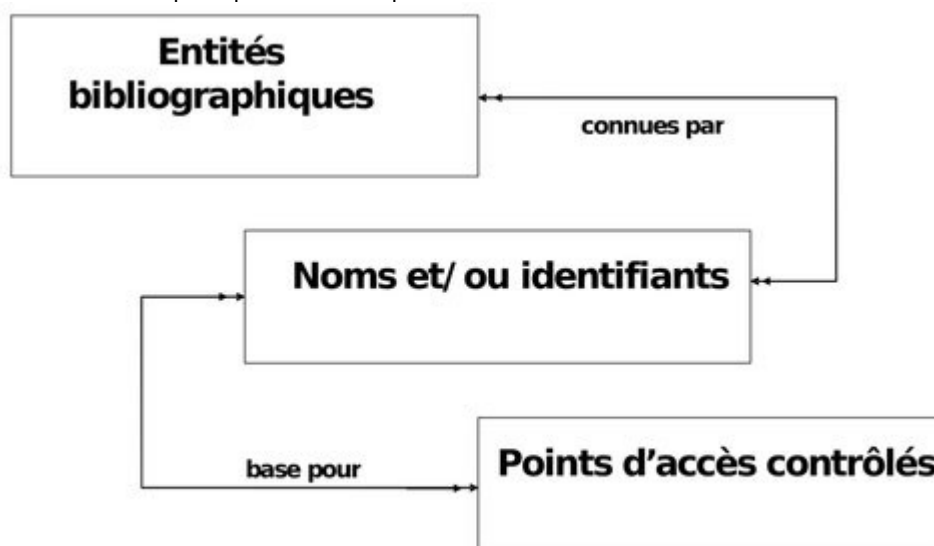 Entités
bibliographiques
connues par
Noms et/ ou identifiants
base pour
Points d'accès contrôlés